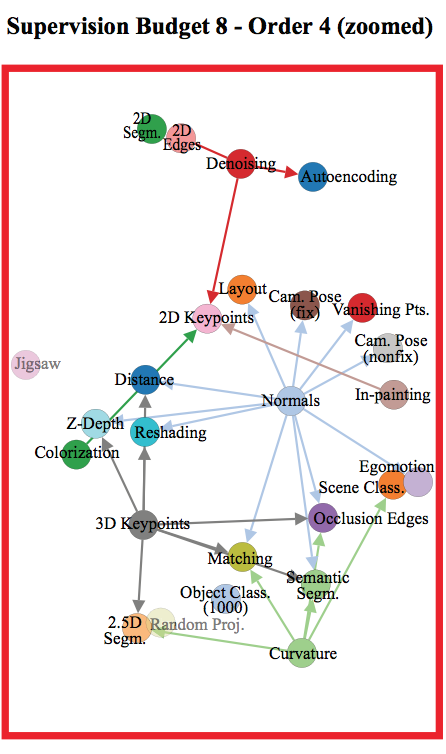 Supervision Budget 8 - Order 4 (zoomed)
2D
Segm.
2D
Edges
Denoising
Autoencoding
Layout
Cam. Pose
(fix)
Vanishing Pts.
2D Keypoints
Cam. Pose
(nonfix)
Jigsaw
Distance
Normals
In-painting
Z-Depth
Reshading
Colorization
Egomotion
Scene Class.
3D Keypoints
Occlusion Edges
Matching
Semantic
Segm.
Object Class.
(1000)
2.5D
Segm.
Random Proj.
Curvature